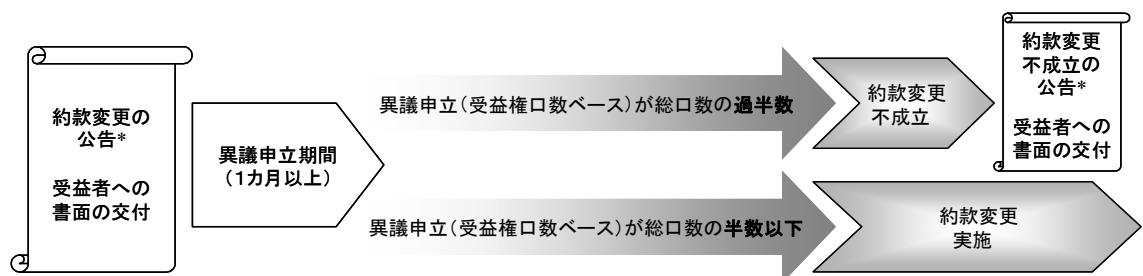 約款変更の
公告*
受益者への
書面の交付
異議申立期間
(1カ月以上)
異議申立(受益権口数ベース)が総口数の過半数
約款変更
不成立
約款変更
不成立の
公告*
受益者への
書面の交付
異議申立(受益権口数ベース)が総口数の半数以下
約款変更
実施